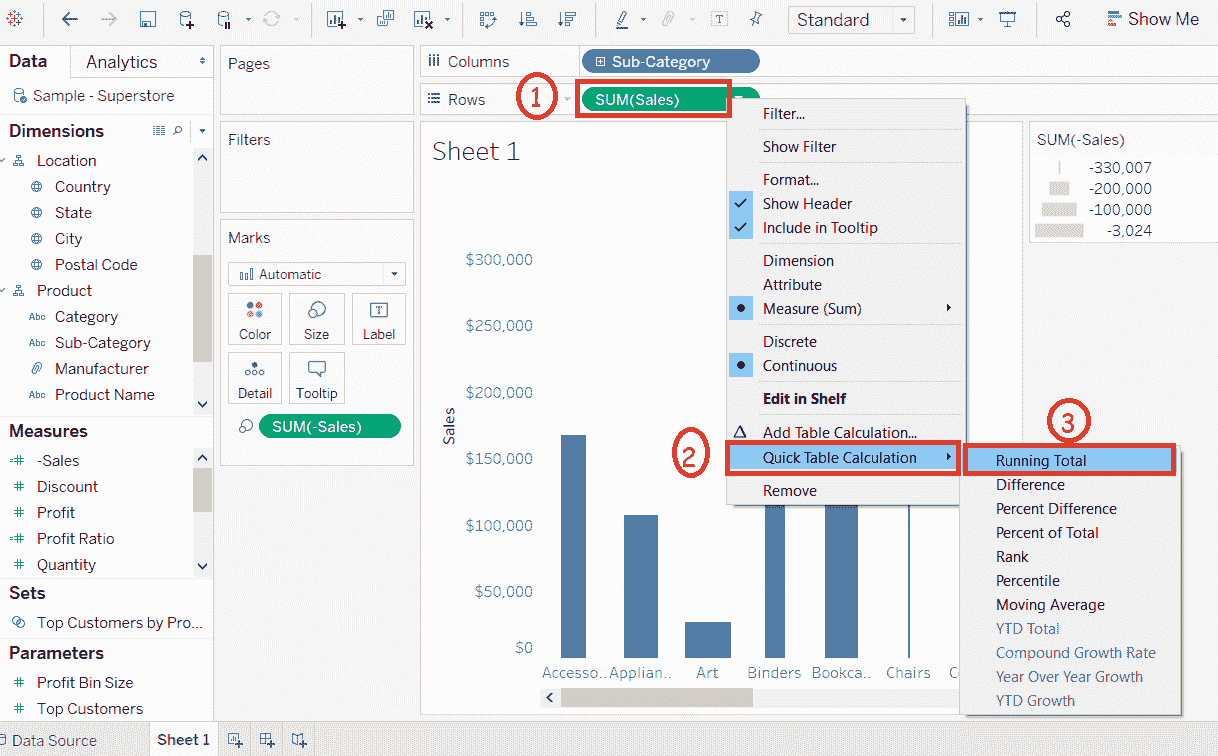 Standard
Show Me
Data
Analytics
Sample - Superstore
Dimensions
Location
Country
State
City
Postal Code
Product
Abc Category
Abc Sub-Category
Manufacturer
Abc Product Name
Measures
-Sales
Discount
Profit
Profit Ratio
Quantity
Sets
Top Customers by Pro...
Parameters
Profit Bin Size
Top Customers
Pages
Filters
Marks
Automatic
Color
Size
T
Label
Detail
Tooltip
SUM(-Sales)
Columns
Sub-Category
Rows
1
SUM(Sales)
Sheet 1
Sales
$300,000
$250,000
$200,000
$150,000
$100,000
$50,000
$0
Accesso..
Applian..
Art
Binders
Bookca..
Chairs
Filter...
Show Filter
Format...
Show Header
Include in Tooltip
Dimension
Attribute
Measure (Sum)
Discrete
Continuous
Edit in Shelf
Add Table Calculation...
2
Quick Table Calculation
Remove
3
Running Total
Difference
Percent Difference
Percent of Total
Rank
Percentile
Moving Average
YTD Total
Compound Growth Rate
Year Over Year Growth
YTD Growth
SUM(-Sales)
-330,007
-200,000
-100,000
-3,024
Data Source
Sheet 1